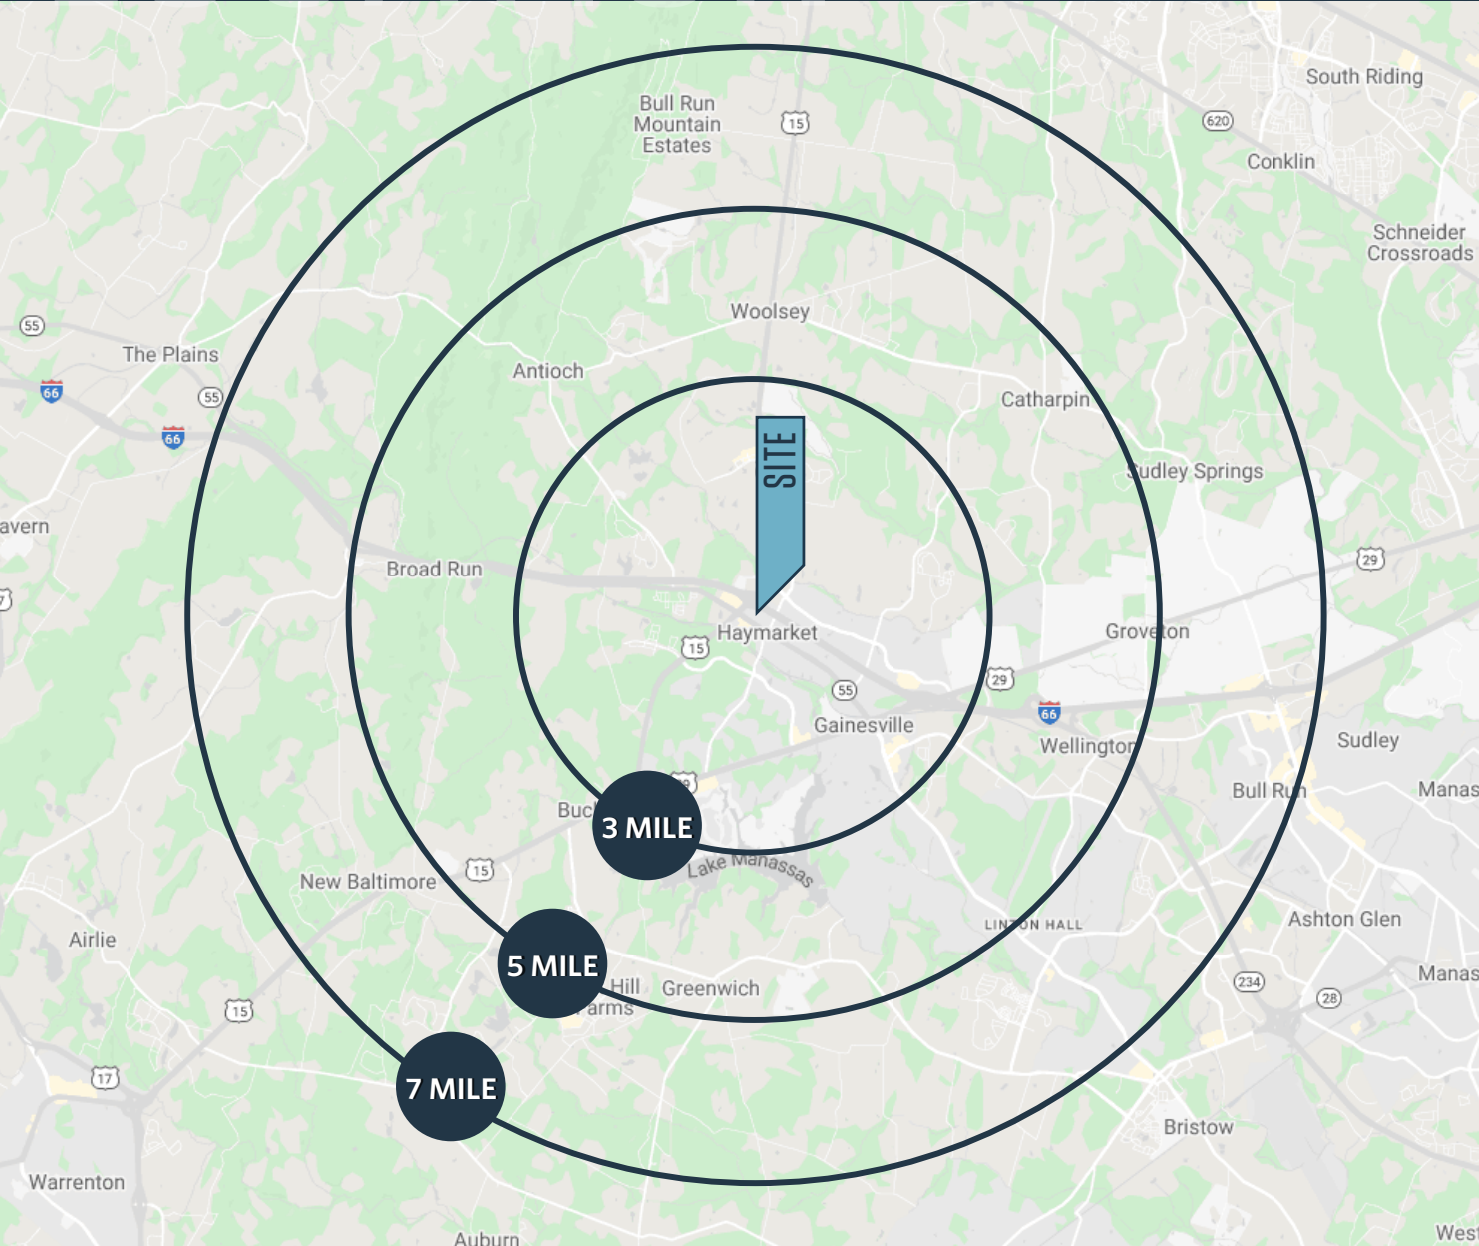 South Riding
Bull Run
Mountain
Estates
15
620
Conklin
Schneider
Crossroads
Woolsey
55
The Plains
Antioch
66
55
Catharpin
66
SITE
Sudley Springs
avern
29
Broad Run
Haymarket
Groveton
15
29
55
66
Gainesville
Wellington
Sudley
Bull Run
Manas
Buc
3 MILE
Lake Manassas
15
New Baltimore
Ashton Glen
LINTON HALL
Airlie
5 MILE
Hill
arms
Greenwich
Manas
234
28
15
17
7 MILE
Bristow
Warrenton
Auburn
Wes